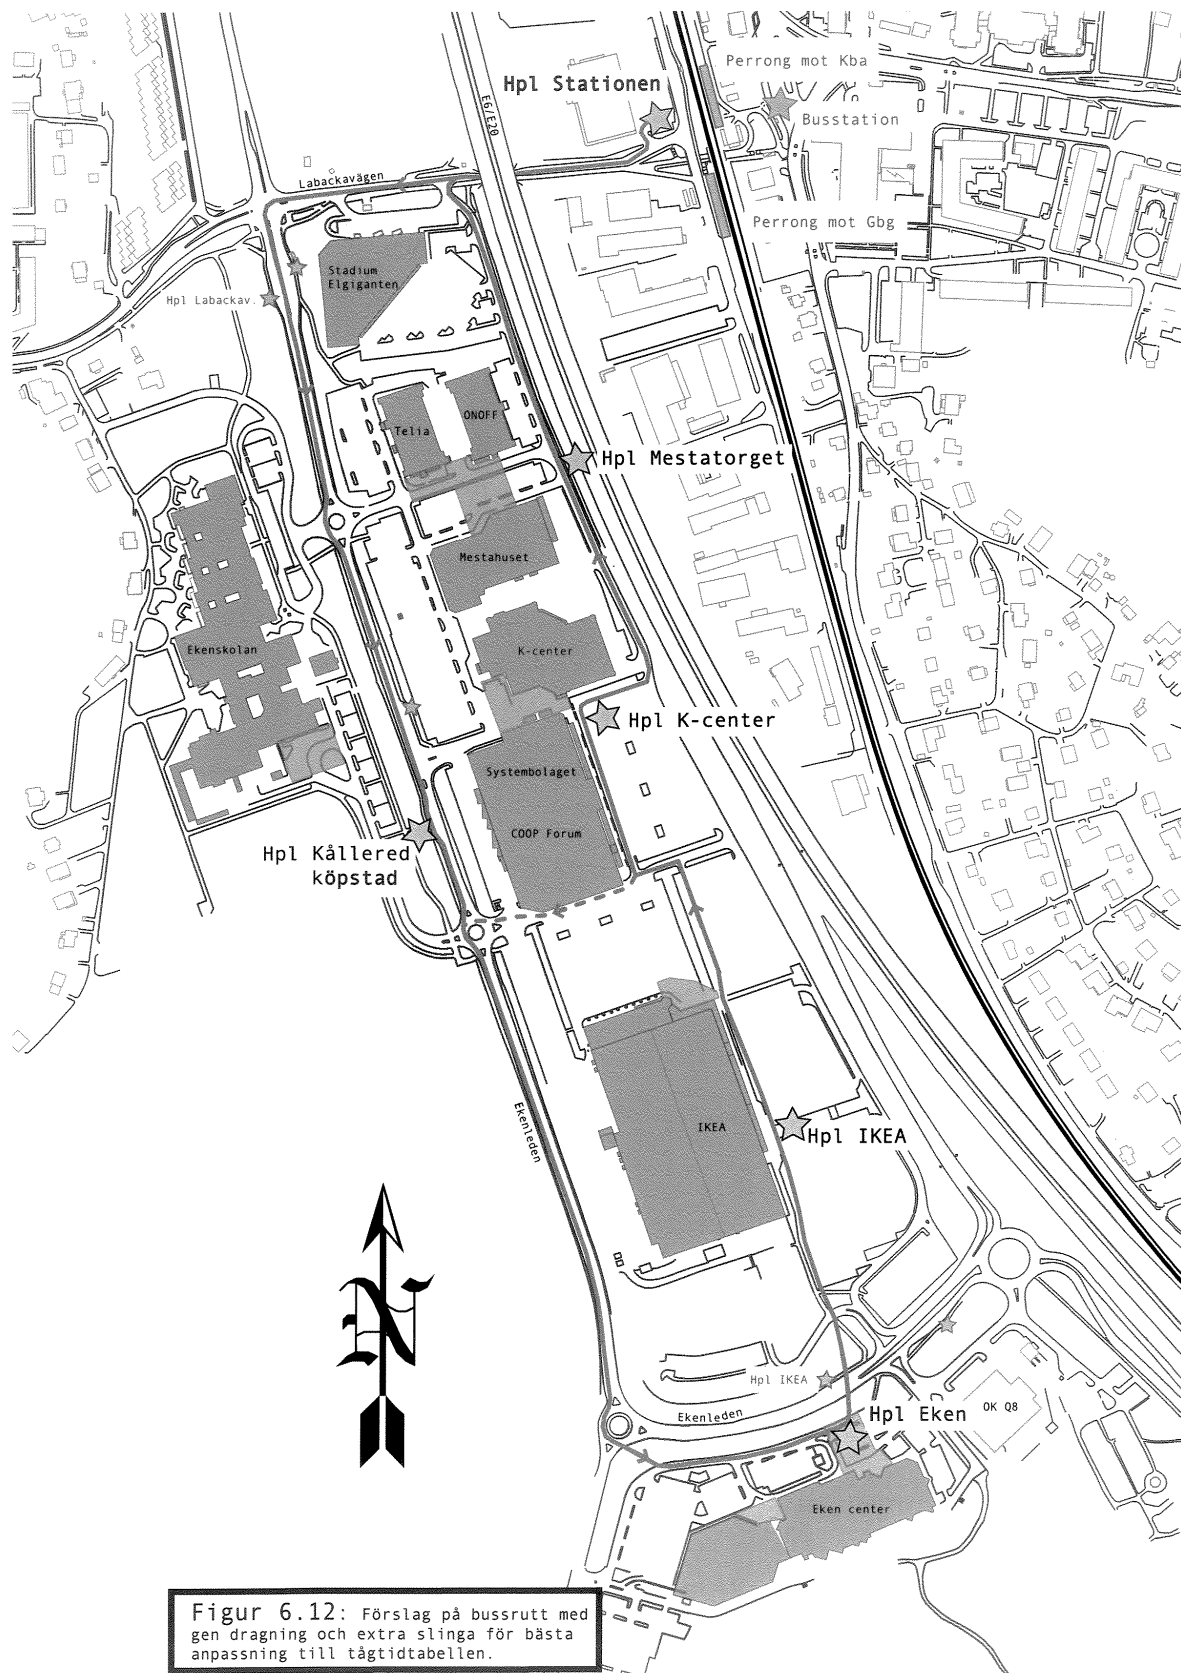 Perrong mot Kba
Hpl Stationen
E6/E20
Busstation
Labackavägen
Perrong mot Gbg
Stadium
Elgiganten
Hpl Labackav.
ONOFF
Telia
Hpl Mestatorget
Mestahuset
Ekenskolan
K-center
Hpl K-center
Systembolaget
COOP Forum
Hpl Kållered
köpstad
Ekenleden
IKEA
Hpl IKEA
N
Hpl IKEA
Ekenleden
Hpl Eken
OK Q8
Eken center
Figur 6.12: Förslag på bussrutt med
gen dragning och extra slinga för bästa
anpassning till tågtidtabellen.